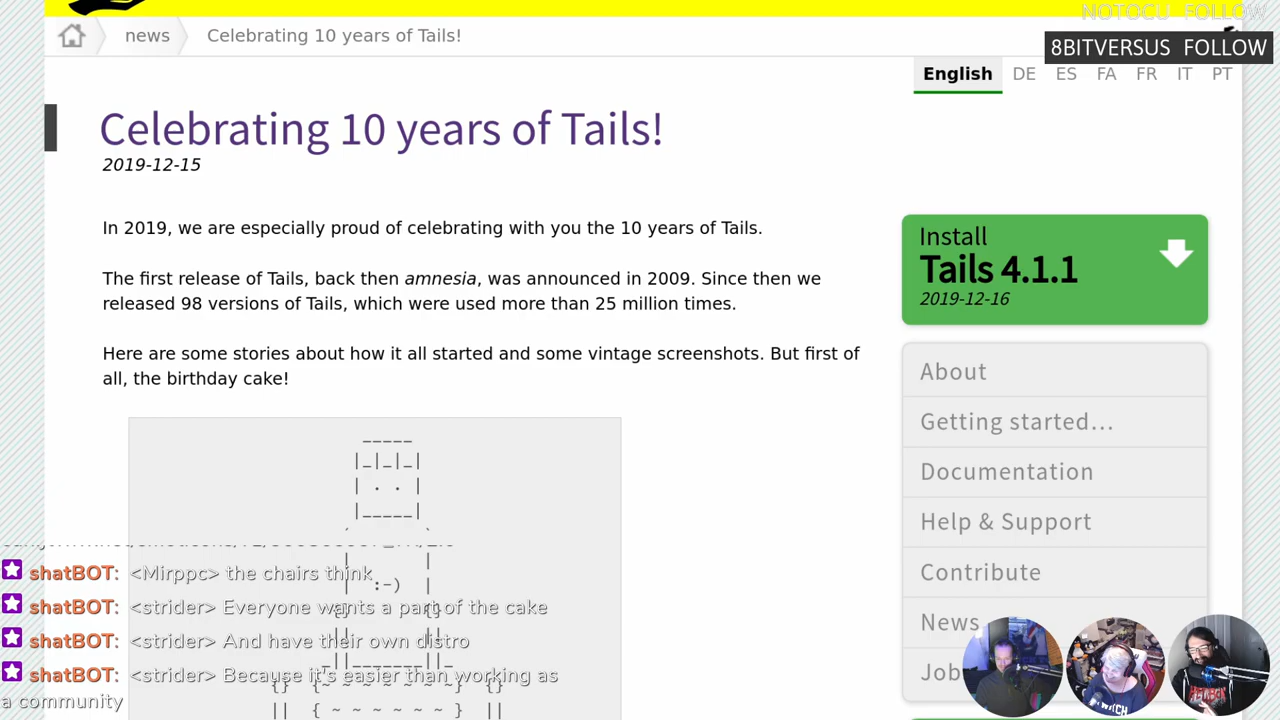 NOTOCU FOLLOW
news
Celebrating 10 years of Tails!
8BITVERSUS FOLLOW
English DE ES FA FR IT PT
Celebrating 10 years of Tails!
2019-12-15
In 2019, we are especially proud of celebrating with you the 10 years of Tails.
The first release of Tails, back then amnesia, was announced in 2009. Since then we
released 98 versions of Tails, which were used more than 25 million times.
Here are some stories about how it all started and some vintage screenshots. But first of
all, the birthday cake!
Install
Tails 4.1.1
2019-12-16
About
Getting started...
Documentation
Help & Support
Contribute
News
Job
shatBOT: <Mirppc> the chairs think
shatBOT: <strider> Everyone wants a part of the cake
shatBOT: <strider> And have their own distro
shatBOT: <strider> Because it's easier than working as
a community